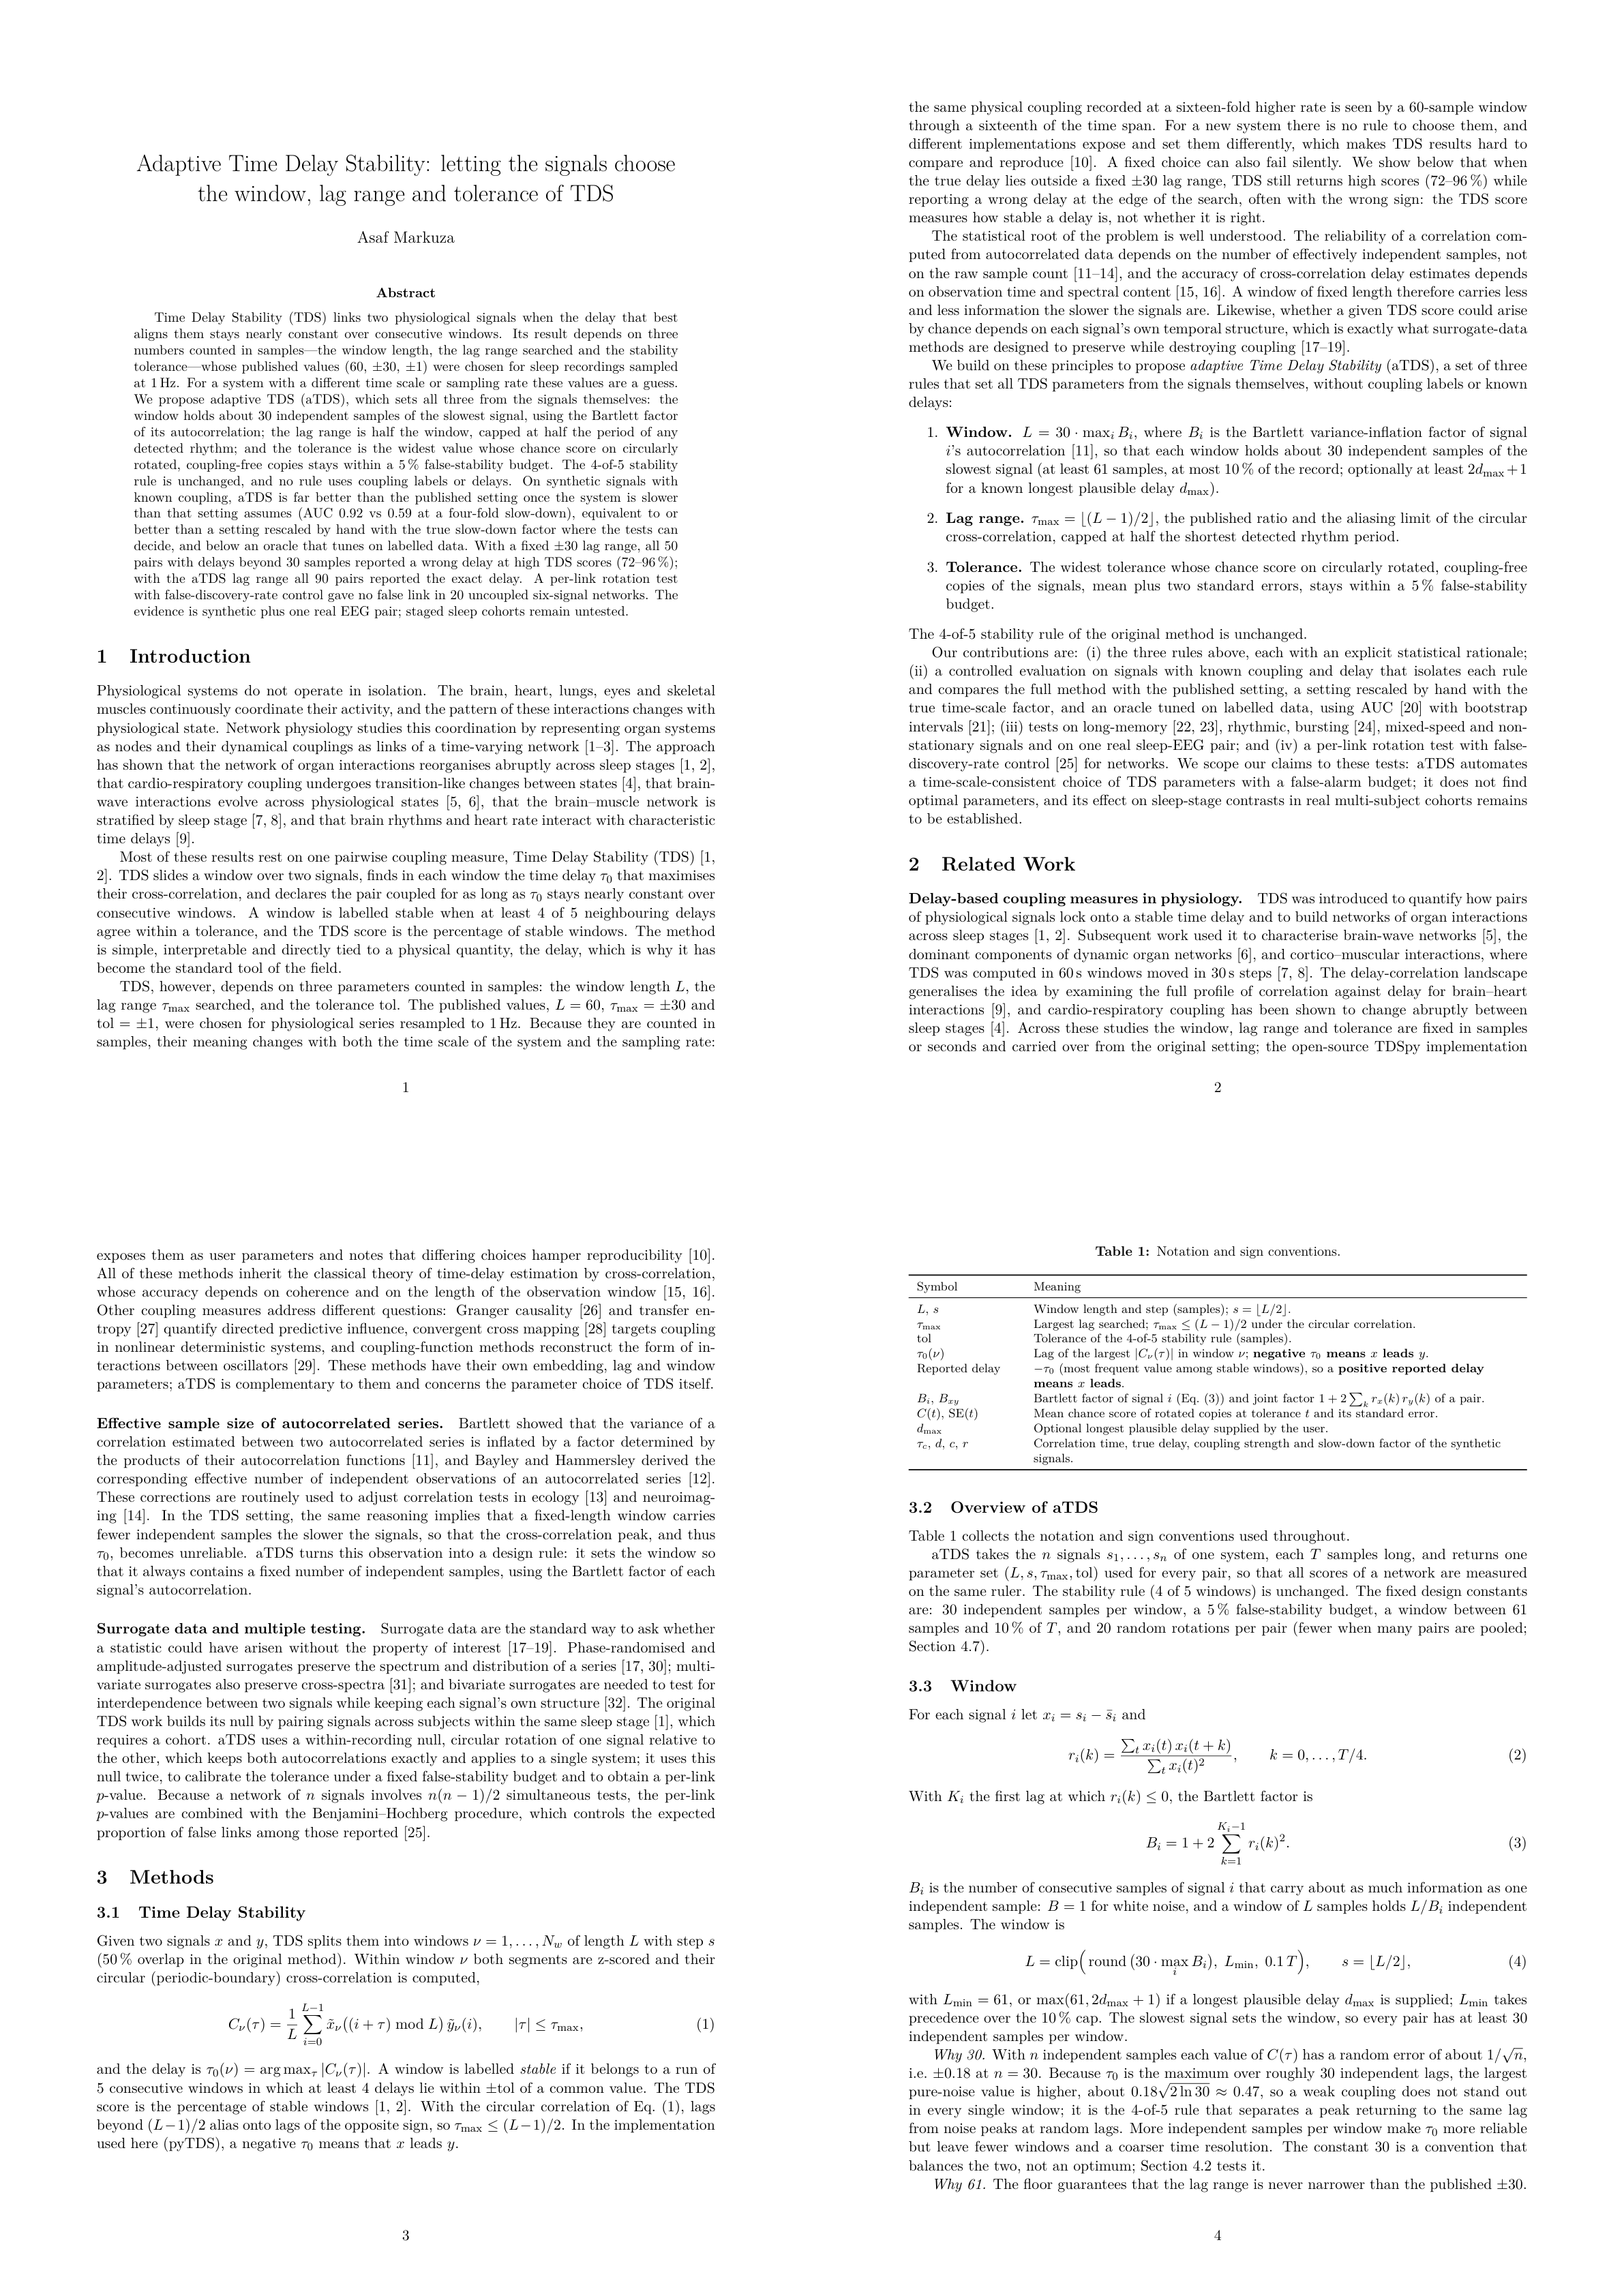 Adaptive Time Delay Stability: letting the signals choose
the window, lag range and tolerance of TDS
Asaf Markuza
Abstract
Time Delay Stability (TDS) links two physiological signals when the delay that best
aligns them stays nearly constant over consecutive windows. Its result depends on three
numbers counted in samples—the window length, the lag range searched and the stability
tolerance—whose published values (60, ±30, ±1) were chosen for sleep recordings sampled
at 1 Hz. For a system with a different time scale or sampling rate these values are a guess.
We propose adaptive TDS (aTDS), which sets all three from the signals themselves: the
window holds about 30 independent samples of the slowest signal, using the Bartlett factor
of its autocorrelation; the lag range is half the window, capped at half the period of any
detected rhythm; and the tolerance is the widest value whose chance score on circularly
rotated, coupling-free copies stays within a 5 % false-stability budget. The 4-of-5 stability
rule is unchanged, and no rule uses coupling labels or delays. On synthetic signals with
known coupling, aTDS is far better than the published setting once the system is slower
than that setting assumes (AUC 0.92 vs 0.59 at a four-fold slow-down), equivalent to or
better than a setting rescaled by hand with the true slow-down factor where the tests can
decide, and below an oracle that tunes on labelled data. With a fixed ±30 lag range, all 50
pairs with delays beyond 30 samples reported a wrong delay at high TDS scores (72–96 %);
with the aTDS lag range all 90 pairs reported the exact delay. A per-link rotation test
with false-discovery-rate control gave no false link in 20 uncoupled six-signal networks. The
evidence is synthetic plus one real EEG pair; staged sleep cohorts remain untested.
1 Introduction
Physiological systems do not operate in isolation. The brain, heart, lungs, eyes and skeletal
muscles continuously coordinate their activity, and the pattern of these interactions changes with
physiological state. Network physiology studies this coordination by representing organ systems
as nodes and their dynamical couplings as links of a time-varying network [1–3]. The approach
has shown that the network of organ interactions reorganises abruptly across sleep stages [1, 2],
that cardio-respiratory coupling undergoes transition-like changes between states [4], that brain-
wave interactions evolve across physiological states [5, 6], that the brain–muscle network is
stratified by sleep stage [7, 8], and that brain rhythms and heart rate interact with characteristic
time delays [9].
Most of these results rest on one pairwise coupling measure, Time Delay Stability (TDS) [1,
2]. TDS slides a window over two signals, finds in each window the time delay τ0 that maximises
their cross-correlation, and declares the pair coupled for as long as τ0 stays nearly constant over
consecutive windows. A window is labelled stable when at least 4 of 5 neighbouring delays
agree within a tolerance, and the TDS score is the percentage of stable windows. The method
is simple, interpretable and directly tied to a physical quantity, the delay, which is why it has
become the standard tool of the field.
TDS, however, depends on three parameters counted in samples: the window length L, the
lag range τmax searched, and the tolerance tol. The published values, L = 60, τmax = ±30 and
tol = ±1, were chosen for physiological series resampled to 1 Hz. Because they are counted in
samples, their meaning changes with both the time scale of the system and the sampling rate:
1
the same physical coupling recorded at a sixteen-fold higher rate is seen by a 60-sample window
through a sixteenth of the time span. For a new system there is no rule to choose them, and
different implementations expose and set them differently, which makes TDS results hard to
compare and reproduce [10]. A fixed choice can also fail silently. We show below that when
the true delay lies outside a fixed ±30 lag range, TDS still returns high scores (72–96 %) while
reporting a wrong delay at the edge of the search, often with the wrong sign: the TDS score
measures how stable a delay is, not whether it is right.
The statistical root of the problem is well understood. The reliability of a correlation com-
puted from autocorrelated data depends on the number of effectively independent samples, not
on the raw sample count [11–14], and the accuracy of cross-correlation delay estimates depends
on observation time and spectral content [15, 16]. A window of fixed length therefore carries less
and less information the slower the signals are. Likewise, whether a given TDS score could arise
by chance depends on each signal's own temporal structure, which is exactly what surrogate-data
methods are designed to preserve while destroying coupling [17–19].
We build on these principles to propose adaptive Time Delay Stability (aTDS), a set of three
rules that set all TDS parameters from the signals themselves, without coupling labels or known
delays:
1. Window. L = 30 · maxi Bi, where Bi is the Bartlett variance-inflation factor of signal
i's autocorrelation [11], so that each window holds about 30 independent samples of the
slowest signal (at least 61 samples, at most 10 % of the record; optionally at least 2dmax + 1
for a known longest plausible delay dmax).
2. Lag range. τmax = ⌊(L − 1)/2⌋, the published ratio and the aliasing limit of the circular
cross-correlation, capped at half the shortest detected rhythm period.
3. Tolerance. The widest tolerance whose chance score on circularly rotated, coupling-free
copies of the signals, mean plus two standard errors, stays within a 5 % false-stability
budget.
The 4-of-5 stability rule of the original method is unchanged.
Our contributions are: (i) the three rules above, each with an explicit statistical rationale;
(ii) a controlled evaluation on signals with known coupling and delay that isolates each rule
and compares the full method with the published setting, a setting rescaled by hand with the
true time-scale factor, and an oracle tuned on labelled data, using AUC [20] with bootstrap
intervals [21]; (iii) tests on long-memory [22, 23], rhythmic, bursting [24], mixed-speed and non-
stationary signals and on one real sleep-EEG pair; and (iv) a per-link rotation test with false-
discovery-rate control [25] for networks. We scope our claims to these tests: aTDS automates
a time-scale-consistent choice of TDS parameters with a false-alarm budget; it does not find
optimal parameters, and its effect on sleep-stage contrasts in real multi-subject cohorts remains
to be established.
2 Related Work
Delay-based coupling measures in physiology. TDS was introduced to quantify how pairs
of physiological signals lock onto a stable time delay and to build networks of organ interactions
across sleep stages [1, 2]. Subsequent work used it to characterise brain-wave networks [5], the
dominant components of dynamic organ networks [6], and cortico–muscular interactions, where
TDS was computed in 60 s windows moved in 30 s steps [7, 8]. The delay-correlation landscape
generalises the idea by examining the full profile of correlation against delay for brain–heart
interactions [9], and cardio-respiratory coupling has been shown to change abruptly between
sleep stages [4]. Across these studies the window, lag range and tolerance are fixed in samples
or seconds and carried over from the original setting; the open-source TDSpy implementation
2
exposes them as user parameters and notes that differing choices hamper reproducibility [10].
All of these methods inherit the classical theory of time-delay estimation by cross-correlation,
whose accuracy depends on coherence and on the length of the observation window [15, 16].
Other coupling measures address different questions: Granger causality [26] and transfer en-
tropy [27] quantify directed predictive influence, convergent cross mapping [28] targets coupling
in nonlinear deterministic systems, and coupling-function methods reconstruct the form of in-
teractions between oscillators [29]. These methods have their own embedding, lag and window
parameters; aTDS is complementary to them and concerns the parameter choice of TDS itself.
Effective sample size of autocorrelated series. Bartlett showed that the variance of a
correlation estimated between two autocorrelated series is inflated by a factor determined by
the products of their autocorrelation functions [11], and Bayley and Hammersley derived the
corresponding effective number of independent observations of an autocorrelated series [12].
These corrections are routinely used to adjust correlation tests in ecology [13] and neuroimag-
ing [14]. In the TDS setting, the same reasoning implies that a fixed-length window carries
fewer independent samples the slower the signals, so that the cross-correlation peak, and thus
τ0, becomes unreliable. aTDS turns this observation into a design rule: it sets the window so
that it always contains a fixed number of independent samples, using the Bartlett factor of each
signal's autocorrelation.
Surrogate data and multiple testing. Surrogate data are the standard way to ask whether
a statistic could have arisen without the property of interest [17–19]. Phase-randomised and
amplitude-adjusted surrogates preserve the spectrum and distribution of a series [17, 30]; multi-
variate surrogates also preserve cross-spectra [31]; and bivariate surrogates are needed to test for
interdependence between two signals while keeping each signal's own structure [32]. The original
TDS work builds its null by pairing signals across subjects within the same sleep stage [1], which
requires a cohort. aTDS uses a within-recording null, circular rotation of one signal relative to
the other, which keeps both autocorrelations exactly and applies to a single system; it uses this
null twice, to calibrate the tolerance under a fixed false-stability budget and to obtain a per-link
p-value. Because a network of n signals involves n(n − 1)/2 simultaneous tests, the per-link
p-values are combined with the Benjamini–Hochberg procedure, which controls the expected
proportion of false links among those reported [25].
3 Methods
3.1 Time Delay Stability
Given two signals x and y, TDS splits them into windows ν = 1, . . . , Nw of length L with step s
(50 % overlap in the original method). Within window ν both segments are z-scored and their
circular (periodic-boundary) cross-correlation is computed,
Cν(τ) = 1/L ∑_{i=0}^{L−1} x̃ν((i + τ) mod L) ỹν(i), |τ| ≤ τmax, (1)
and the delay is τ0(ν) = arg maxτ |Cν(τ)|. A window is labelled stable if it belongs to a run of
5 consecutive windows in which at least 4 delays lie within ±tol of a common value. The TDS
score is the percentage of stable windows [1, 2]. With the circular correlation of Eq. (1), lags
beyond (L−1)/2 alias onto lags of the opposite sign, so τmax ≤ (L−1)/2. In the implementation
used here (pyTDS), a negative τ0 means that x leads y.
3
Table 1: Notation and sign conventions.
Symbol Meaning
L, s Window length and step (samples); s = ⌊L/2⌋.
τmax Largest lag searched; τmax ≤ (L − 1)/2 under the circular correlation.
tol Tolerance of the 4-of-5 stability rule (samples).
τ0(ν) Lag of the largest |Cν(τ)| in window ν; negative τ0 means x leads y.
Reported delay −τ0 (most frequent value among stable windows), so a positive reported delay
means x leads.
Bi, Bxy Bartlett factor of signal i (Eq. (3)) and joint factor 1 + 2 ∑k rx(k) ry(k) of a pair.
C(t), SE(t) Mean chance score of rotated copies at tolerance t and its standard error.
dmax Optional longest plausible delay supplied by the user.
τc, d, c, r Correlation time, true delay, coupling strength and slow-down factor of the synthetic
signals.
3.2 Overview of aTDS
Table 1 collects the notation and sign conventions used throughout.
aTDS takes the n signals s1, . . . , sn of one system, each T samples long, and returns one
parameter set (L, s, τmax, tol) used for every pair, so that all scores of a network are measured
on the same ruler. The stability rule (4 of 5 windows) is unchanged. The fixed design constants
are: 30 independent samples per window, a 5 % false-stability budget, a window between 61
samples and 10 % of T, and 20 random rotations per pair (fewer when many pairs are pooled;
Section 4.7).
3.3 Window
For each signal i let xi = si − s̄i and
ri(k) = ∑t xi(t) xi(t + k) / ∑t xi(t)², k = 0, . . . , T/4. (2)
With Ki the first lag at which ri(k) ≤ 0, the Bartlett factor is
Bi = 1 + 2 ∑_{k=1}^{Ki−1} ri(k)². (3)
Bi is the number of consecutive samples of signal i that carry about as much information as one
independent sample: B = 1 for white noise, and a window of L samples holds L/Bi independent
samples. The window is
L = clip(round (30 · maxi Bi), Lmin, 0.1 T), s = ⌊L/2⌋, (4)
with Lmin = 61, or max(61, 2dmax + 1) if a longest plausible delay dmax is supplied; Lmin takes
precedence over the 10 % cap. The slowest signal sets the window, so every pair has at least 30
independent samples per window.
Why 30. With n independent samples each value of C(τ) has a random error of about 1/√n,
i.e. ±0.18 at n = 30. Because τ0 is the maximum over roughly 30 independent lags, the largest
pure-noise value is higher, about 0.18√(2 ln 30) ≈ 0.47, so a weak coupling does not stand out
in every single window; it is the 4-of-5 rule that separates a peak returning to the same lag
from noise peaks at random lags. More independent samples per window make τ0 more reliable
but leave fewer windows and a coarser time resolution. The constant 30 is a convention that
balances the two, not an optimum; Section 4.2 tests it.
Why 61. The floor guarantees that the lag range is never narrower than the published ±30.
4